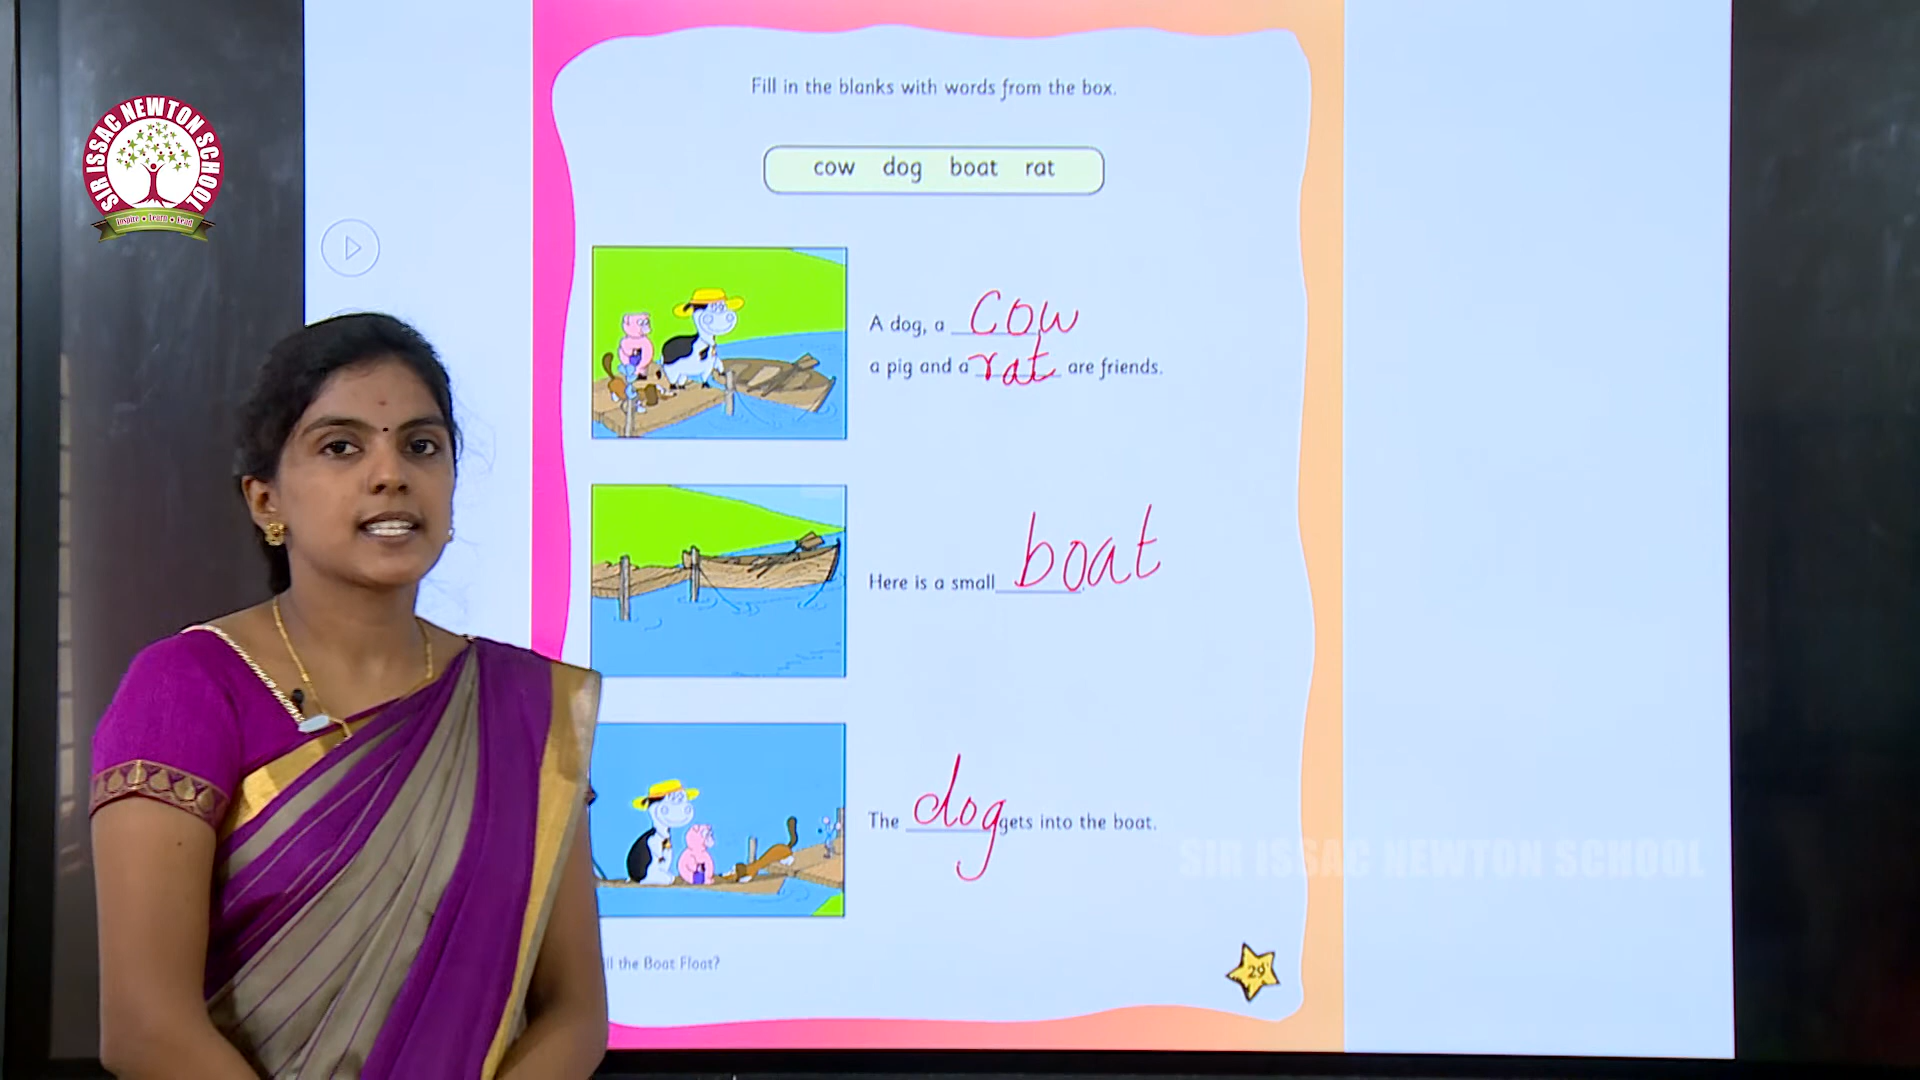 SIR ISSAC NEWTON SCHOOL
Inspire • Learn • Lead
Fill in the blanks with words from the box.
cow dog boat rat
A dog, a cow
a pig and a rat are friends.
Here is a small boat.
The dog gets into the boat.
SIR ISSAC NEWTON SCHOOL
the Boat Float?
29